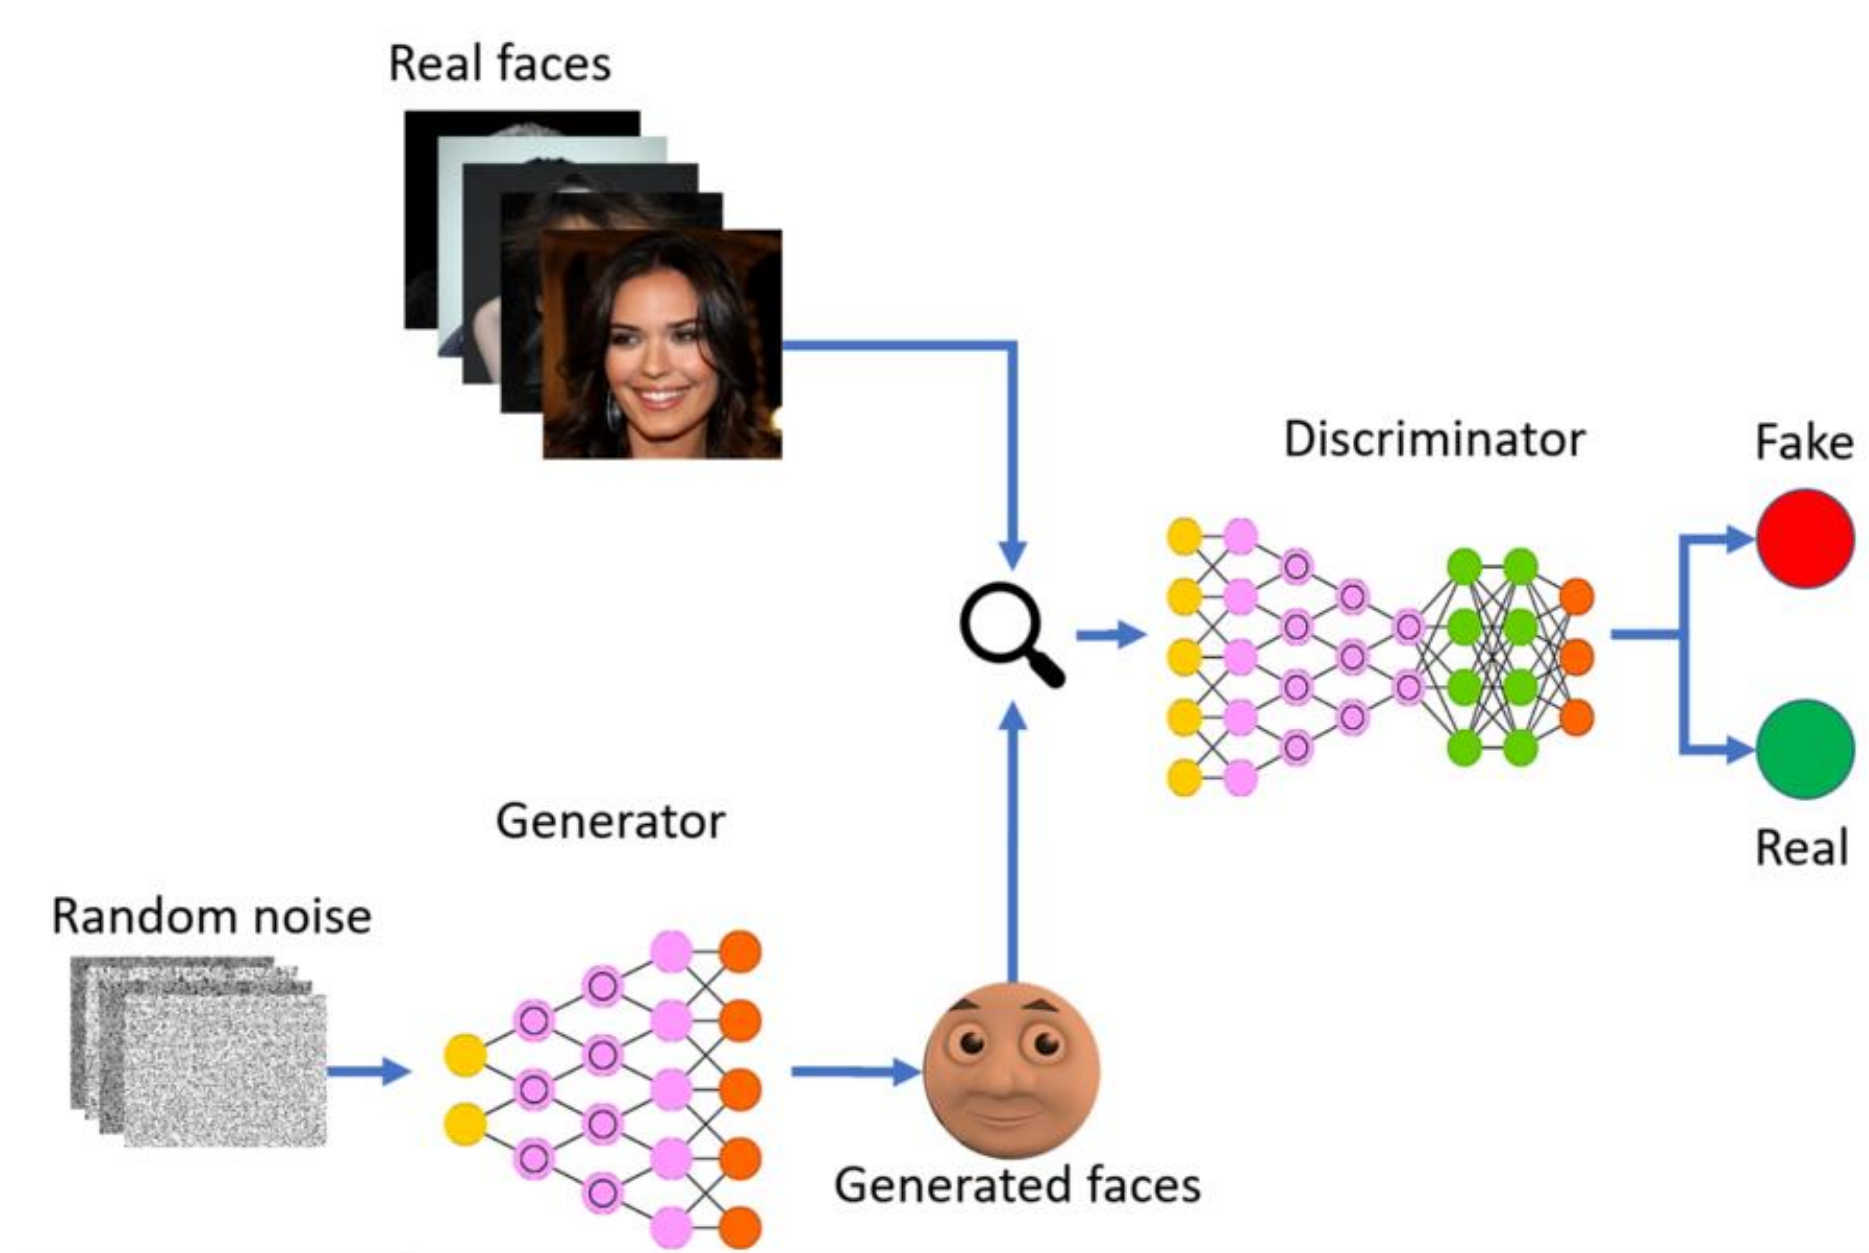 Real faces
Discriminator
Fake
Real
Generator
Random noise
Generated faces